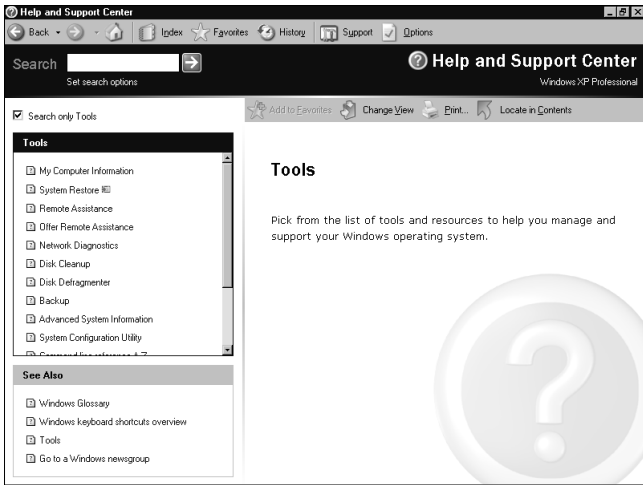 Help and Support Center
Back Index Favorites History Support Options
Search
Set search options
Help and Support Center
Windows XP Professional
Search only Tools
Add to Favorites Change View Print... Locate in Contents
Tools
My Computer Information
System Restore
Remote Assistance
Offer Remote Assistance
Network Diagnostics
Disk Cleanup
Disk Defragmenter
Backup
Advanced System Information
System Configuration Utility
See Also
Windows Glossary
Windows keyboard shortcuts overview
Tools
Go to a Windows newsgroup
Tools
Pick from the list of tools and resources to help you manage and
support your Windows operating system.